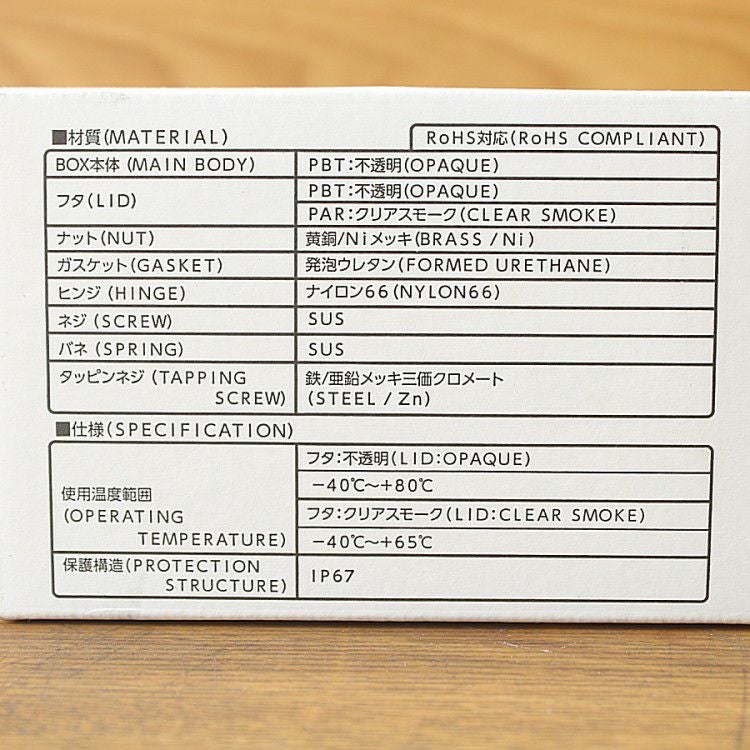 ■材質(MATERIAL)
RoHS対応(RoHS COMPLIANT)
BOX本体 (MAIN BODY)
PBT:不透明(OPAQUE)
フタ(LID)
PBT:不透明(OPAQUE)
PAR:クリアスモーク(CLEAR SMOKE)
ナット(NUT)
黄銅/Niメッキ(BRASS /Ni)
ガスケット(GASKET)
発泡ウレタン(FORMED URETHANE)
ヒンジ (HINGE)
ナイロン66 (NYLON66)
ネジ (SCREW)
SUS
バネ (SPRING)
SUS
タッピンネジ (TAPPING
SCREW)
鉄/亜鉛メッキ三価クロメート
(STEEL / Zn)
■仕様(SPECIFICATION)
使用温度範囲
(OPERATING
TEMPERATURE)
フタ:不透明(LID:OPAQUE)
−40℃〜+80℃
フタ:クリアスモーク(LID:CLEAR SMOKE)
−40℃〜+65℃
保護構造(PROTECTION
STRUCTURE)
IP67